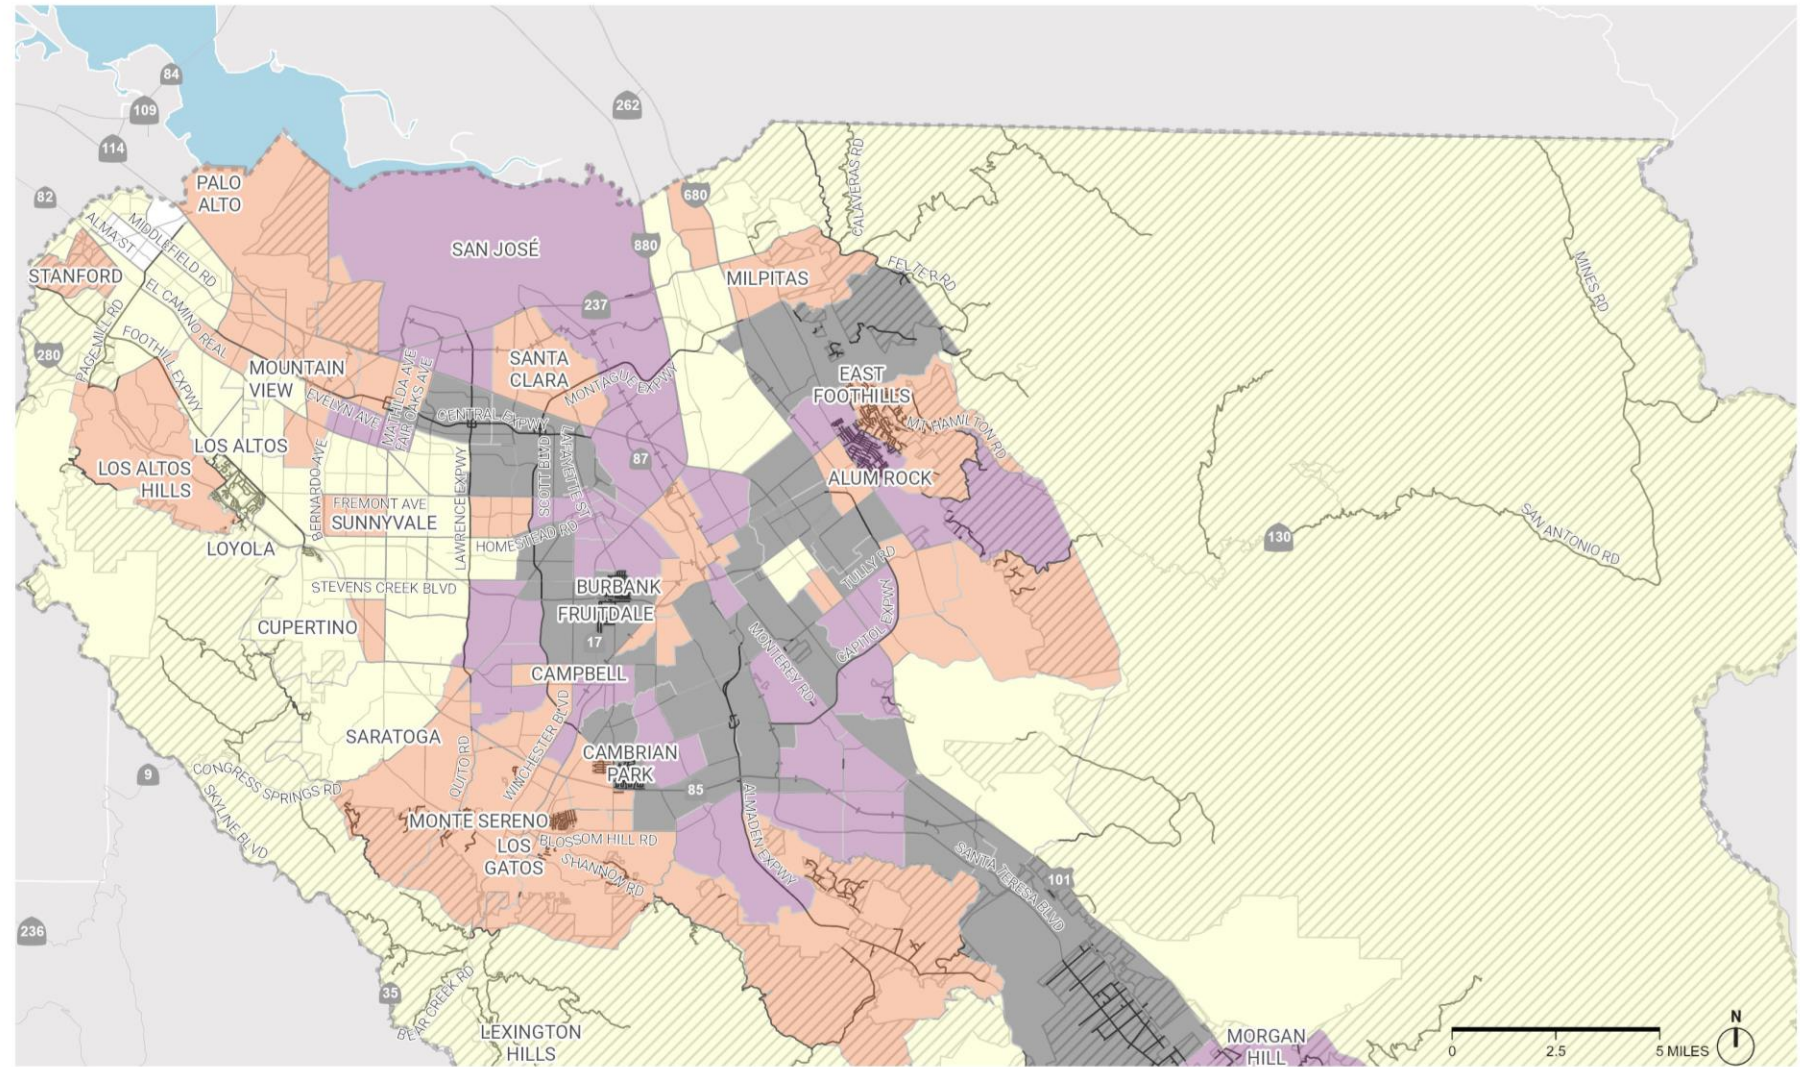 84
109
262
114
82
PALO
ALTO
680
CALAVERAS RD
ALMA ST
MIDDLEFIELD RD
SAN JOSÉ
880
STANFORD
MILPITAS
FELTER RD
MINES RD
EL CAMINO REAL
237
PAGE MILL RD
280
FOOTHILL EXPWY
MOUNTAIN
VIEW
MATHILDA AVE
FAIR OAKS AVE
SANTA
CLARA
MONTAGUE EXPWY
EAST
FOOTHILLS
EVELYN AVE
CENTRAL EXPWY
MT HAMILTON RD
LOS ALTOS
BERNARDO AVE
LAWRENCE EXPWY
SCOTT BLVD
LAFAYETTE ST
87
LOS ALTOS
HILLS
ALUM ROCK
FREMONT AVE
SUNNYVALE
HOMESTEAD RD
130
SAN ANTONIO RD
LOYOLA
STEVENS CREEK BLVD
BURBANK
TULLY RD
FRUITDALE
CAPITOL EXPWY
CUPERTINO
17
MONTEREY RD
CAMPBELL
SARATOGA
QUITO RD
WINCHESTER BLVD
CAMBRIAN
PARK
9
CONGRESS SPRINGS RD
85
SKYLINE BLVD
ALMADEN EXPWY
MONTE SERENO
BLOSSOM HILL RD
LOS
GATOS
SHANNON RD
SANTA TERESA BLVD
101
236
35
BEAR CREEK RD
LEXINGTON
HILLS
MORGAN
HILL
N
0 2.5 5 MILES